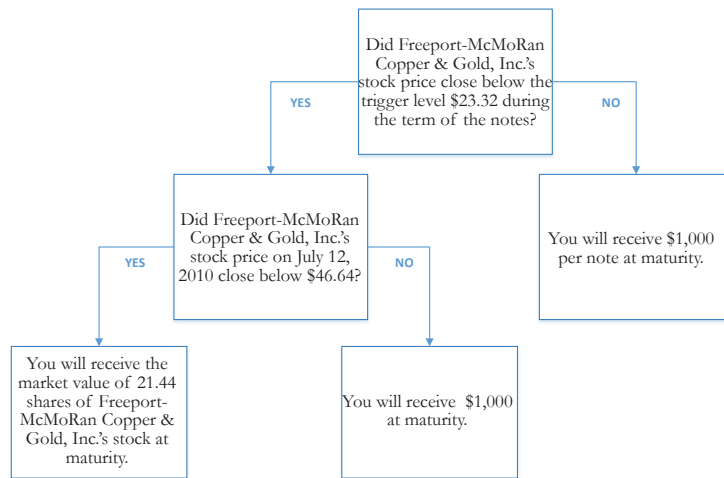 Did Freeport-McMoRan
Copper & Gold, Inc.'s
stock price close below the
trigger level $23.32 during
the term of the notes?
YES
NO
Did Freeport-McMoRan
Copper & Gold, Inc.'s
stock price on July 12,
2010 close below $46.64?
You will receive $1,000
per note at maturity.
YES
NO
You will receive the
market value of 21.44
shares of Freeport-
McMoRan Copper &
Gold, Inc.'s stock at
maturity.
You will receive $1,000
at maturity.